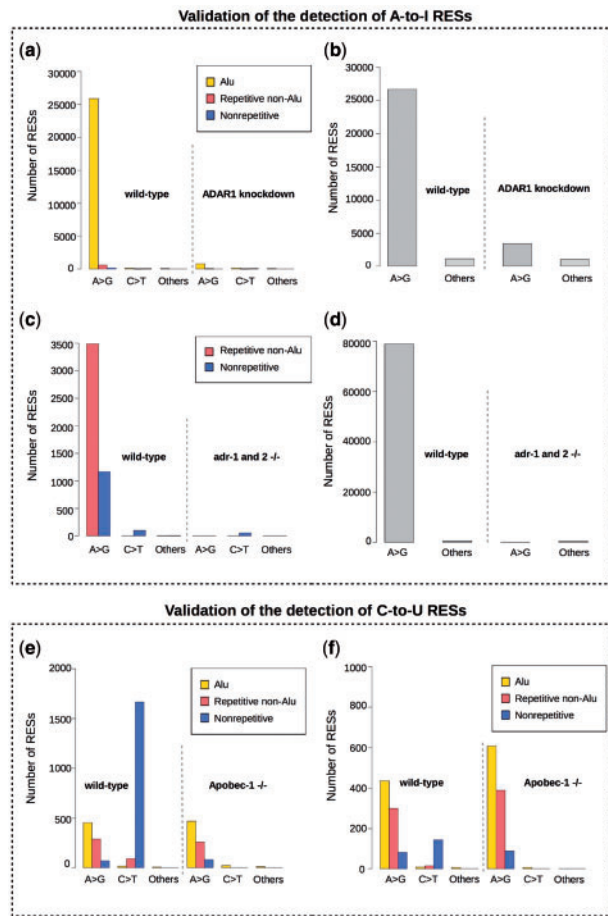 Validation of the detection of A-to-I RESs
(a)
Number of RESs
30000
25000
20000
15000
10000
5000
0
Alu
Repetitive non-Alu
Nonrepetitive
wild-type
ADAR1 knockdown
A>G C>T Others A>G C>T Others
(b)
Number of RESs
30000
25000
20000
15000
10000
5000
0
wild-type
ADAR1 knockdown
A>G Others A>G Others
(c)
Number of RESs
3500
3000
2500
2000
1500
1000
500
0
Repetitive non-Alu
Nonrepetitive
wild-type
adr-1 and 2 -/-
A>G C>T Others A>G C>T Others
(d)
Number of RESs
80000
60000
40000
20000
0
wild-type
adr-1 and 2 -/-
A>G Others A>G Others
Validation of the detection of C-to-U RESs
(e)
Number of RESs
2000
1500
1000
500
0
Alu
Repetitive non-Alu
Nonrepetitive
wild-type
Apobec-1 -/-
A>G C>T Others A>G C>T Others
(f)
Number of RESs
1000
800
600
400
200
0
Alu
Repetitive non-Alu
Nonrepetitive
wild-type
Apobec-1 -/-
A>G C>T Others A>G C>T Others